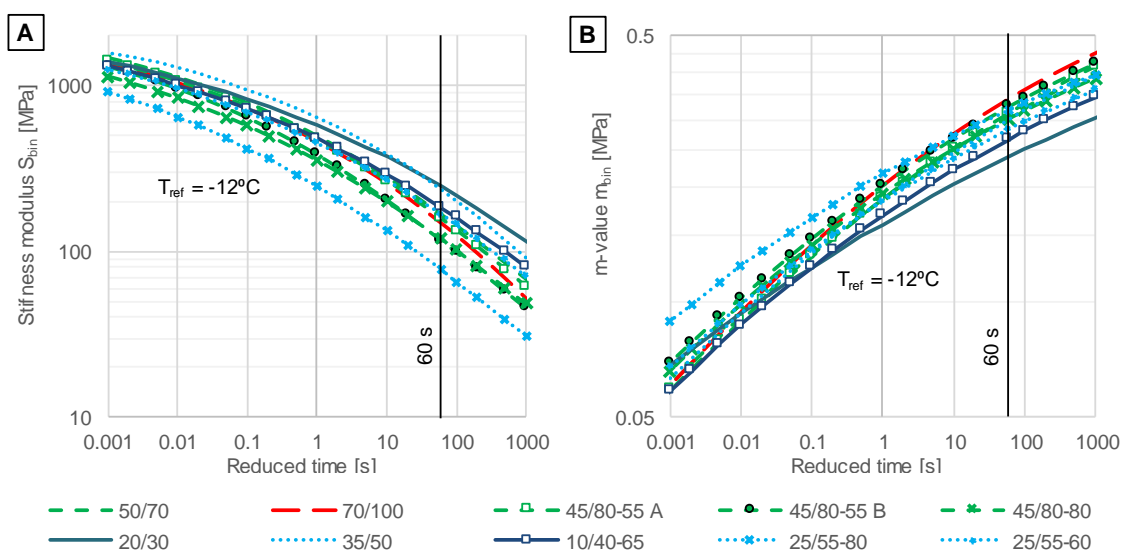 A
Stiffness modulus S_bin [MPa]
1000
100
10
T_ref = -12ºC
60 s
0.001 0.01 0.1 1 10 100 1000
Reduced time [s]
B
m-value m_bin [MPa]
0.5
0.05
T_ref = -12ºC
60 s
0.001 0.01 0.1 1 10 100 1000
Reduced time [s]
50/70 70/100 45/80-55 A 45/80-55 B 45/80-80
20/30 35/50 10/40-65 25/55-80 25/55-60